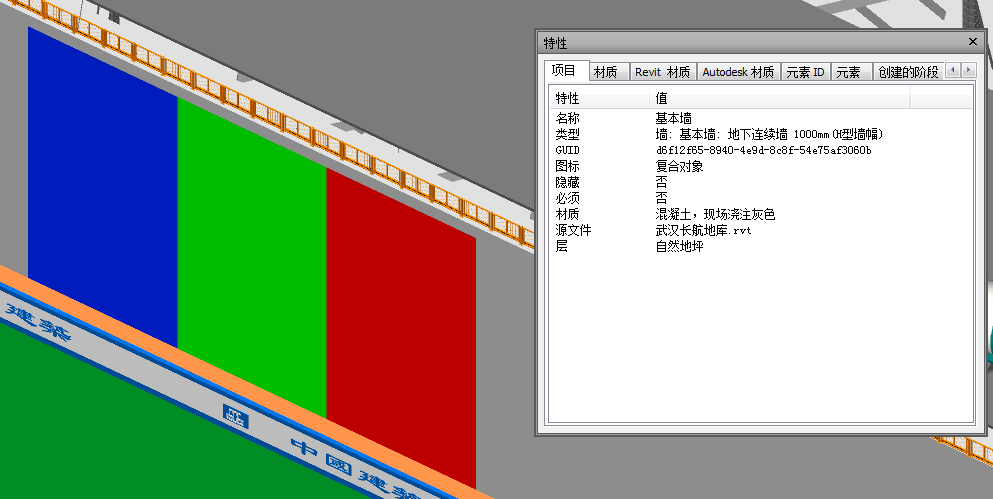 特性
项目 材质 Revit 材质 Autodesk 材质 元素 ID 元素 创建的阶段
特性 值
名称 基本墙
类型 墙: 基本墙: 地下连续墙 1000mm(H型墙幅)
GUID d6f12f65-8940-4e9d-8c8f-54e75af3060b
图标 复合对象
隐藏 否
必须 否
材质 混凝土，现场浇注灰色
源文件 武汉长航地库.rvt
层 自然地坪
建築
中國建築